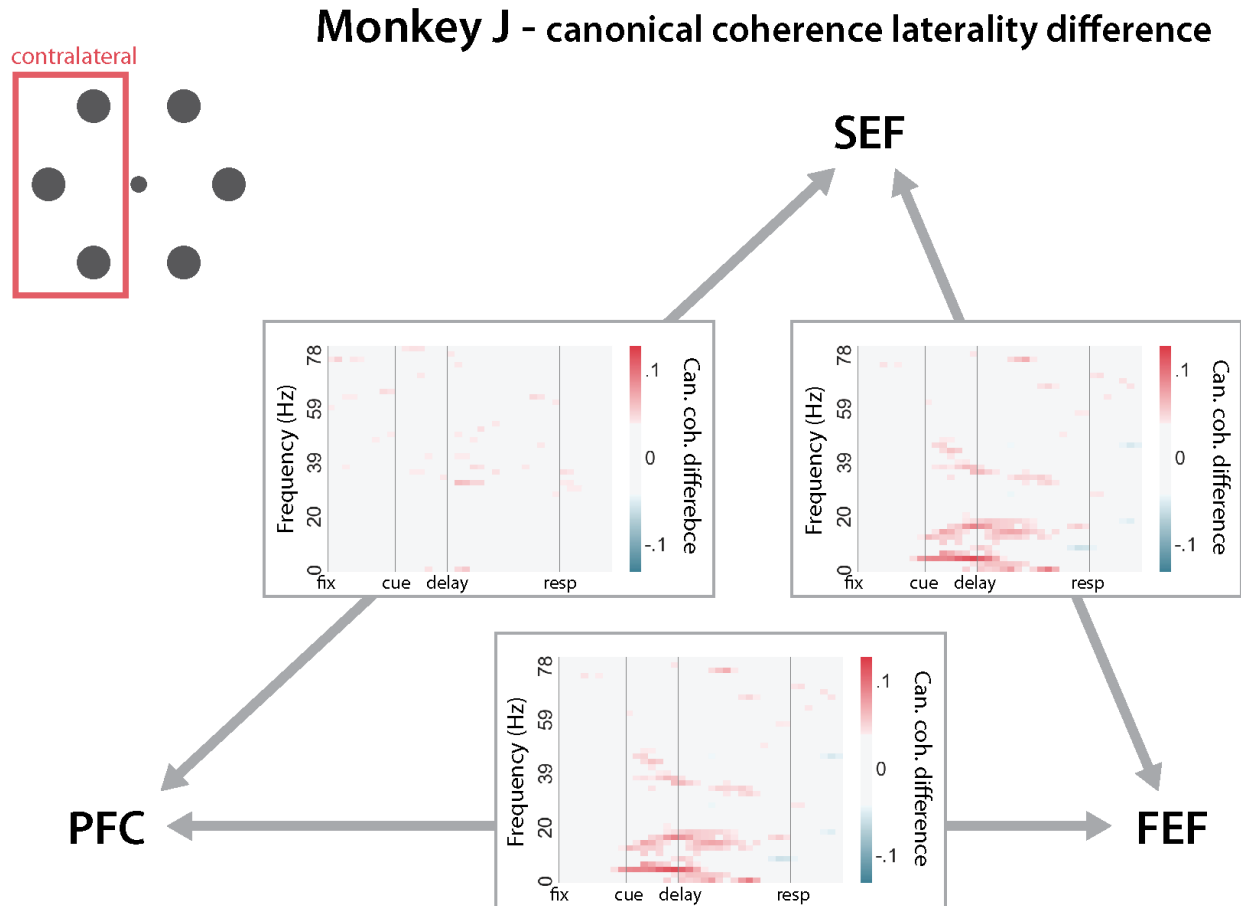 Monkey J - canonical coherence laterality difference
contralateral
SEF
78
59
39
20
0
Frequency (Hz)
fix cue delay resp
.1
0
-.1
Can. coh. differebce
78
59
39
20
0
Frequency (Hz)
fix cue delay resp
.1
0
-.1
Can. coh. difference
78
59
39
20
0
Frequency (Hz)
fix cue delay resp
.1
0
-.1
Can. coh. difference
PFC
FEF